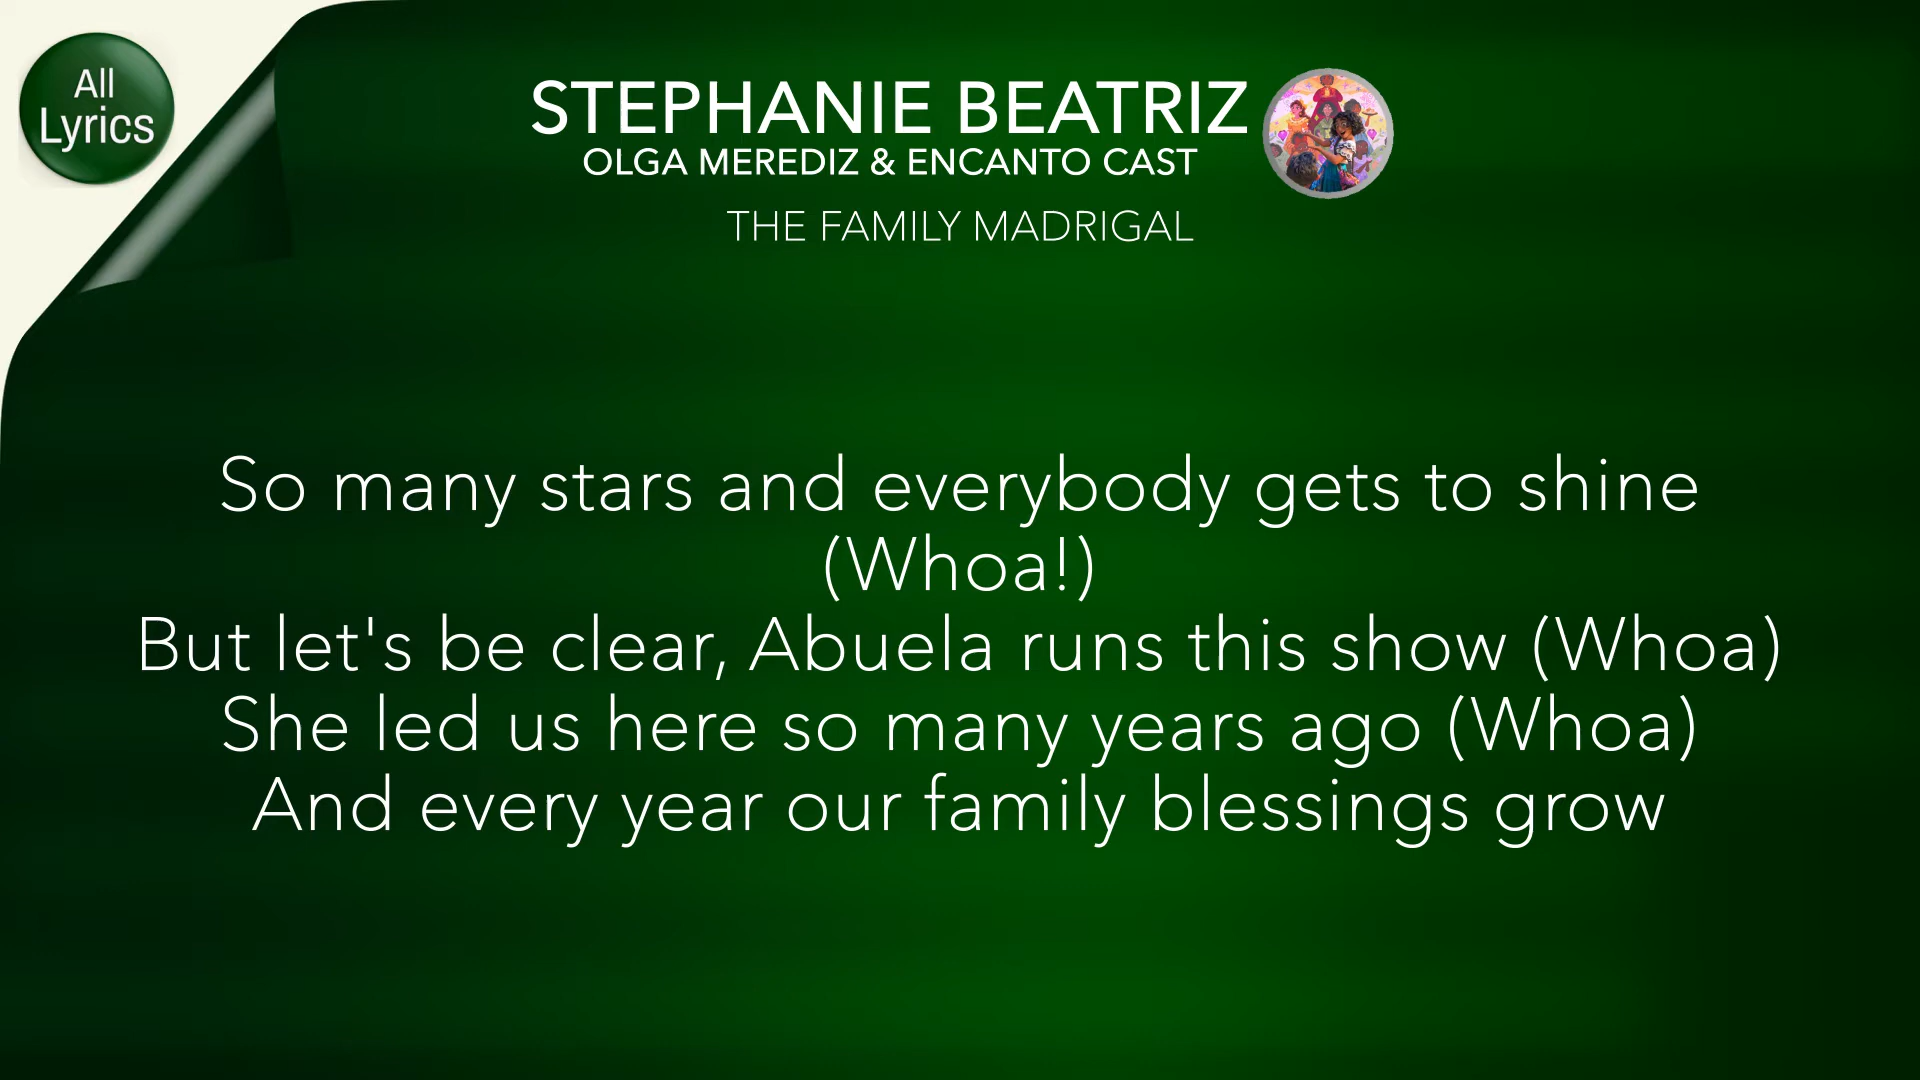 All
Lyrics
STEPHANIE BEATRIZ
OLGA MEREDIZ & ENCANTO CAST
THE FAMILY MADRIGAL
So many stars and everybody gets to shine
(Whoa!)
But let's be clear, Abuela runs this show (Whoa)
She led us here so many years ago (Whoa)
And every year our family blessings grow